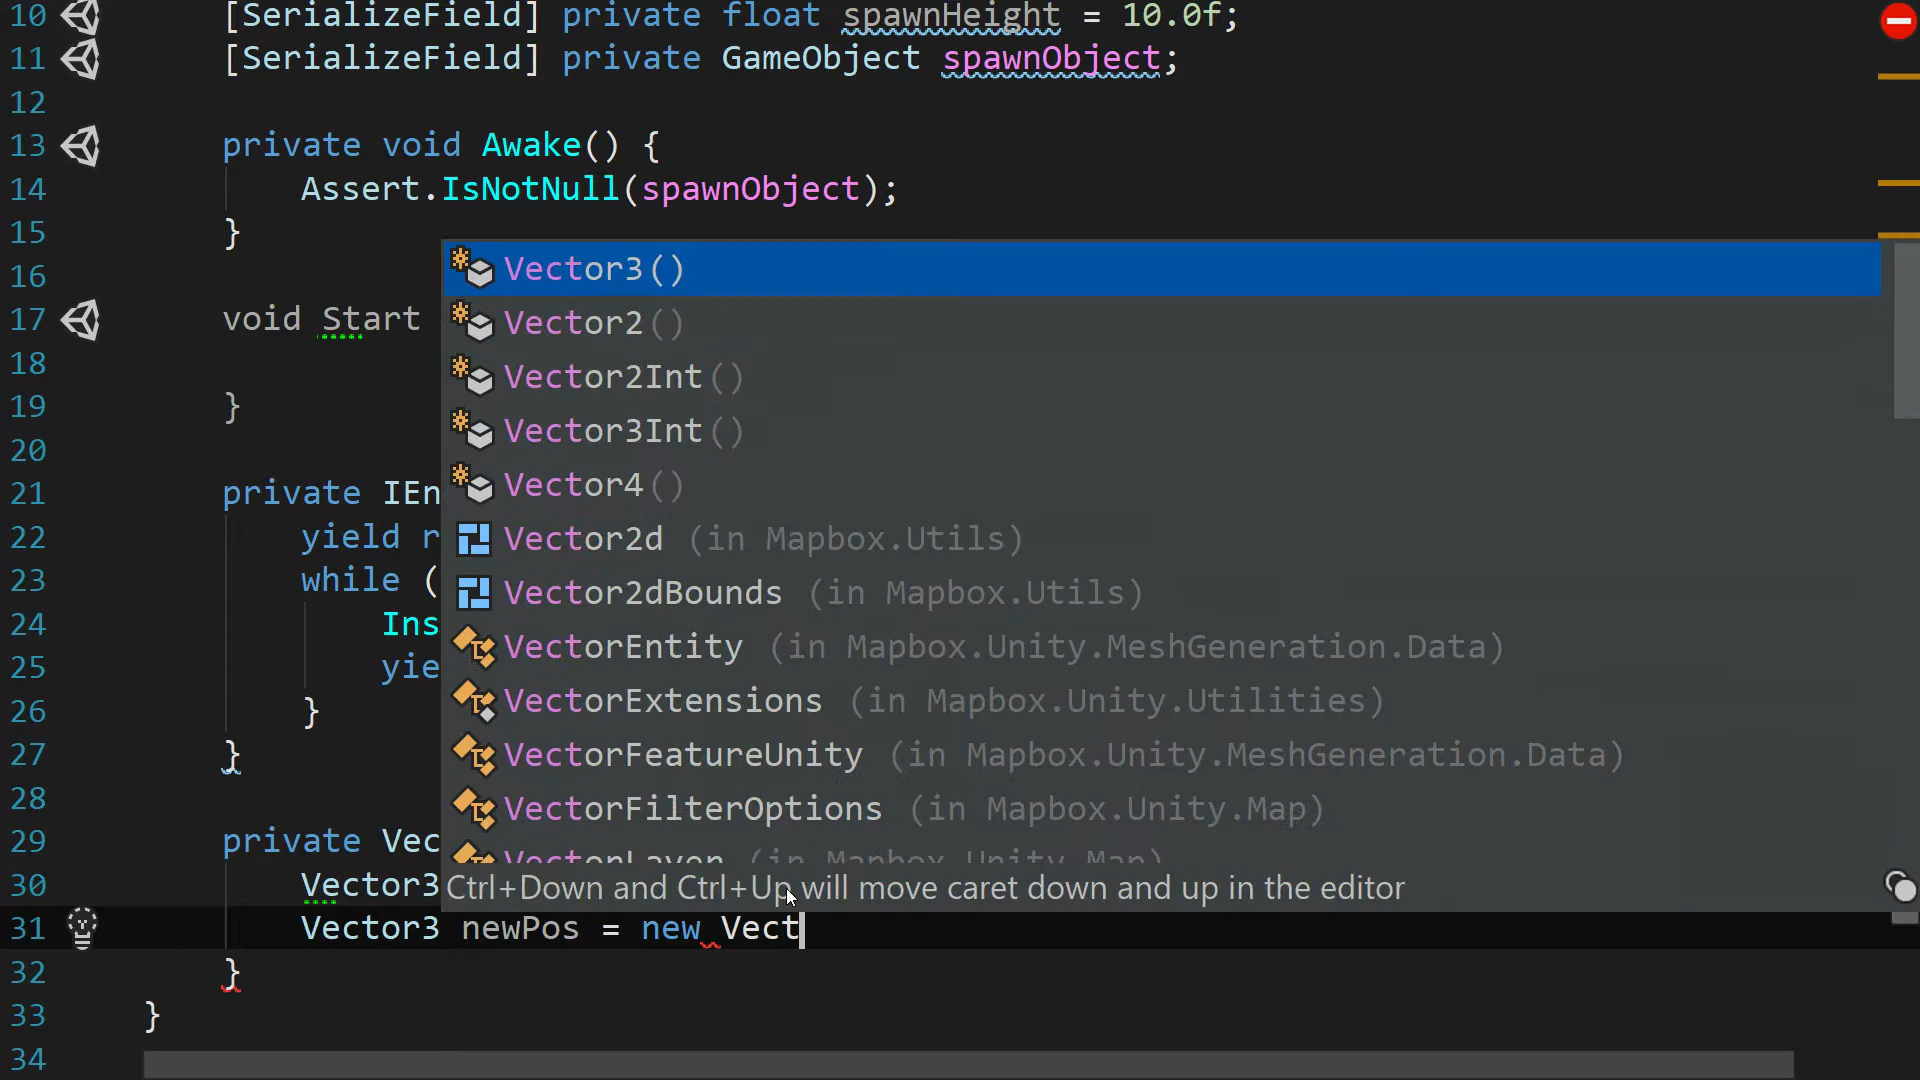 10 [SerializeField] private float spawnHeight = 10.0f;
11 [SerializeField] private GameObject spawnObject;
12
13 private void Awake() {
14 Assert.IsNotNull(spawnObject);
15 }
16
17 void Start
18
19 }
20
21 private IEn
22 yield r
23 while (
24 Ins
25 yie
26 }
27 }
28
29 private Vec
30 Vector3
31 Vector3 newPos = new Vect
32 }
33 }
34
Vector3()
Vector2()
Vector2Int()
Vector3Int()
Vector4()
Vector2d (in Mapbox.Utils)
Vector2dBounds (in Mapbox.Utils)
VectorEntity (in Mapbox.Unity.MeshGeneration.Data)
VectorExtensions (in Mapbox.Unity.Utilities)
VectorFeatureUnity (in Mapbox.Unity.MeshGeneration.Data)
VectorFilterOptions (in Mapbox.Unity.Map)
VectorLayer (in Mapbox.Unity.Map)
Ctrl+Down and Ctrl+Up will move caret down and up in the editor